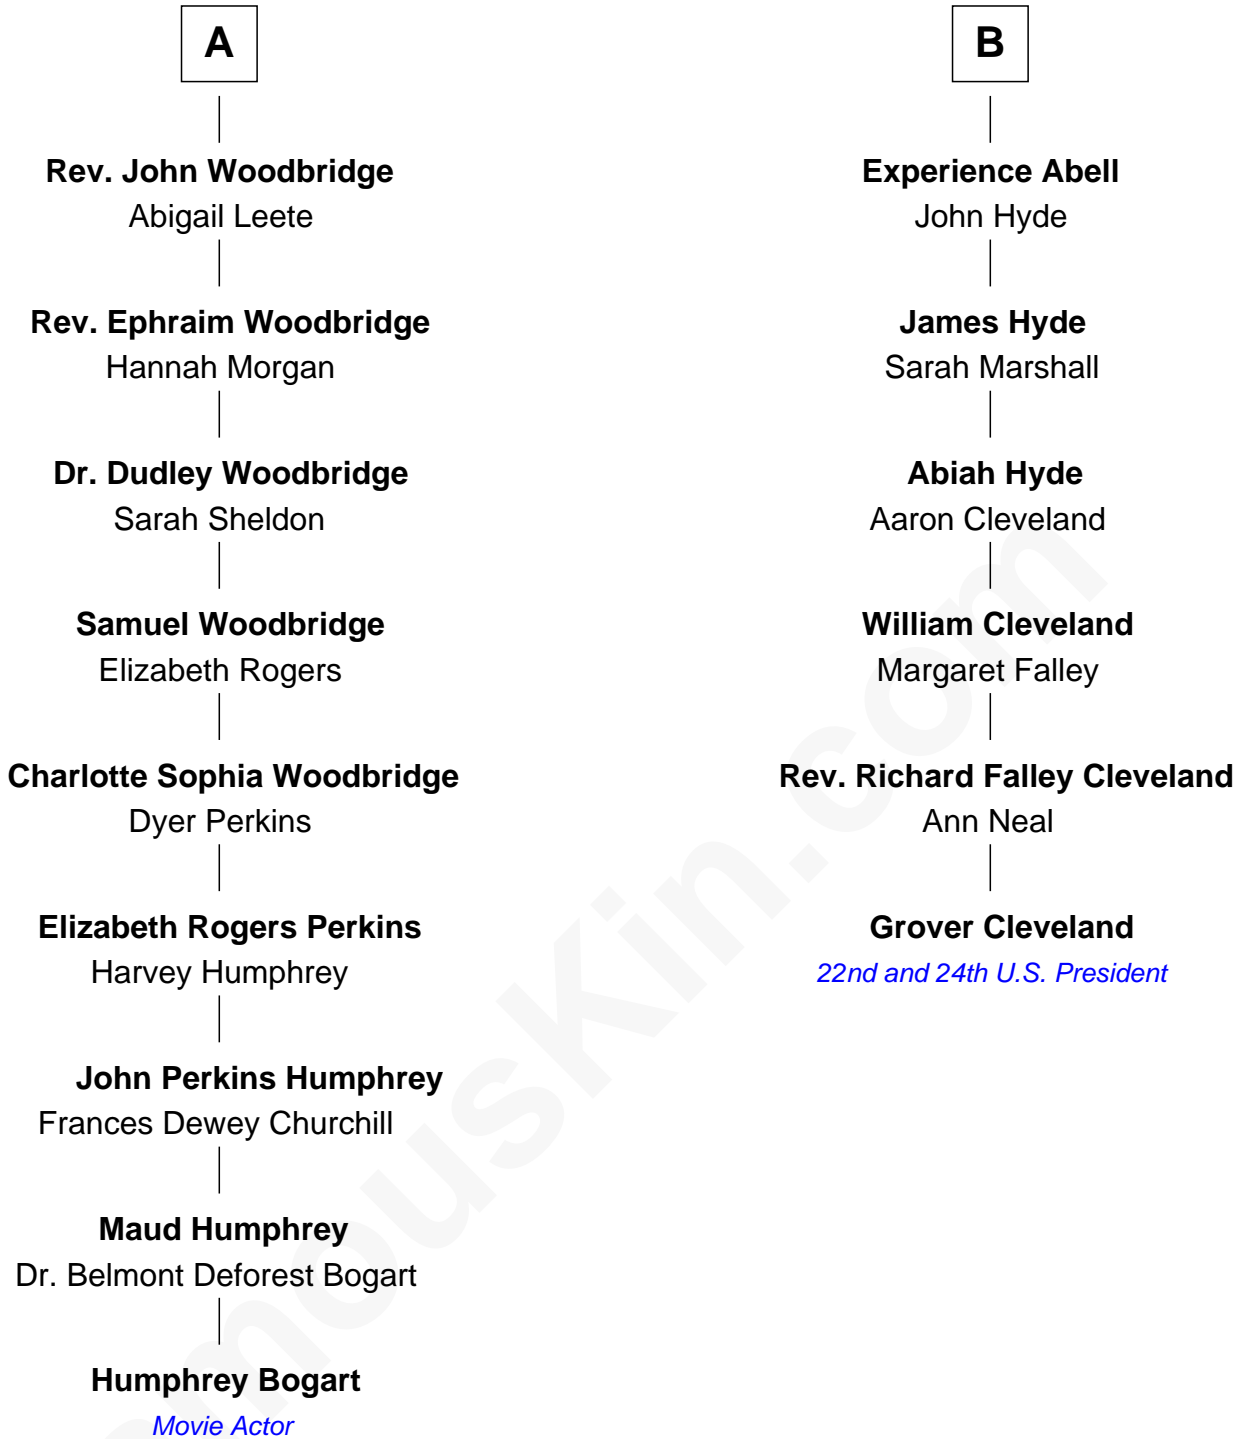 A
Rev. John Woodbridge
Abigail Leete
Rev. Ephraim Woodbridge
Hannah Morgan
Dr. Dudley Woodbridge
Sarah Sheldon
Samuel Woodbridge
Elizabeth Rogers
Charlotte Sophia Woodbridge
Dyer Perkins
Elizabeth Rogers Perkins
Harvey Humphrey
John Perkins Humphrey
Frances Dewey Churchill
Maud Humphrey
Dr. Belmont Deforest Bogart
Humphrey Bogart
Movie Actor
B
Experience Abell
John Hyde
James Hyde
Sarah Marshall
Abiah Hyde
Aaron Cleveland
William Cleveland
Margaret Falley
Rev. Richard Falley Cleveland
Ann Neal
Grover Cleveland
22nd and 24th U.S. President